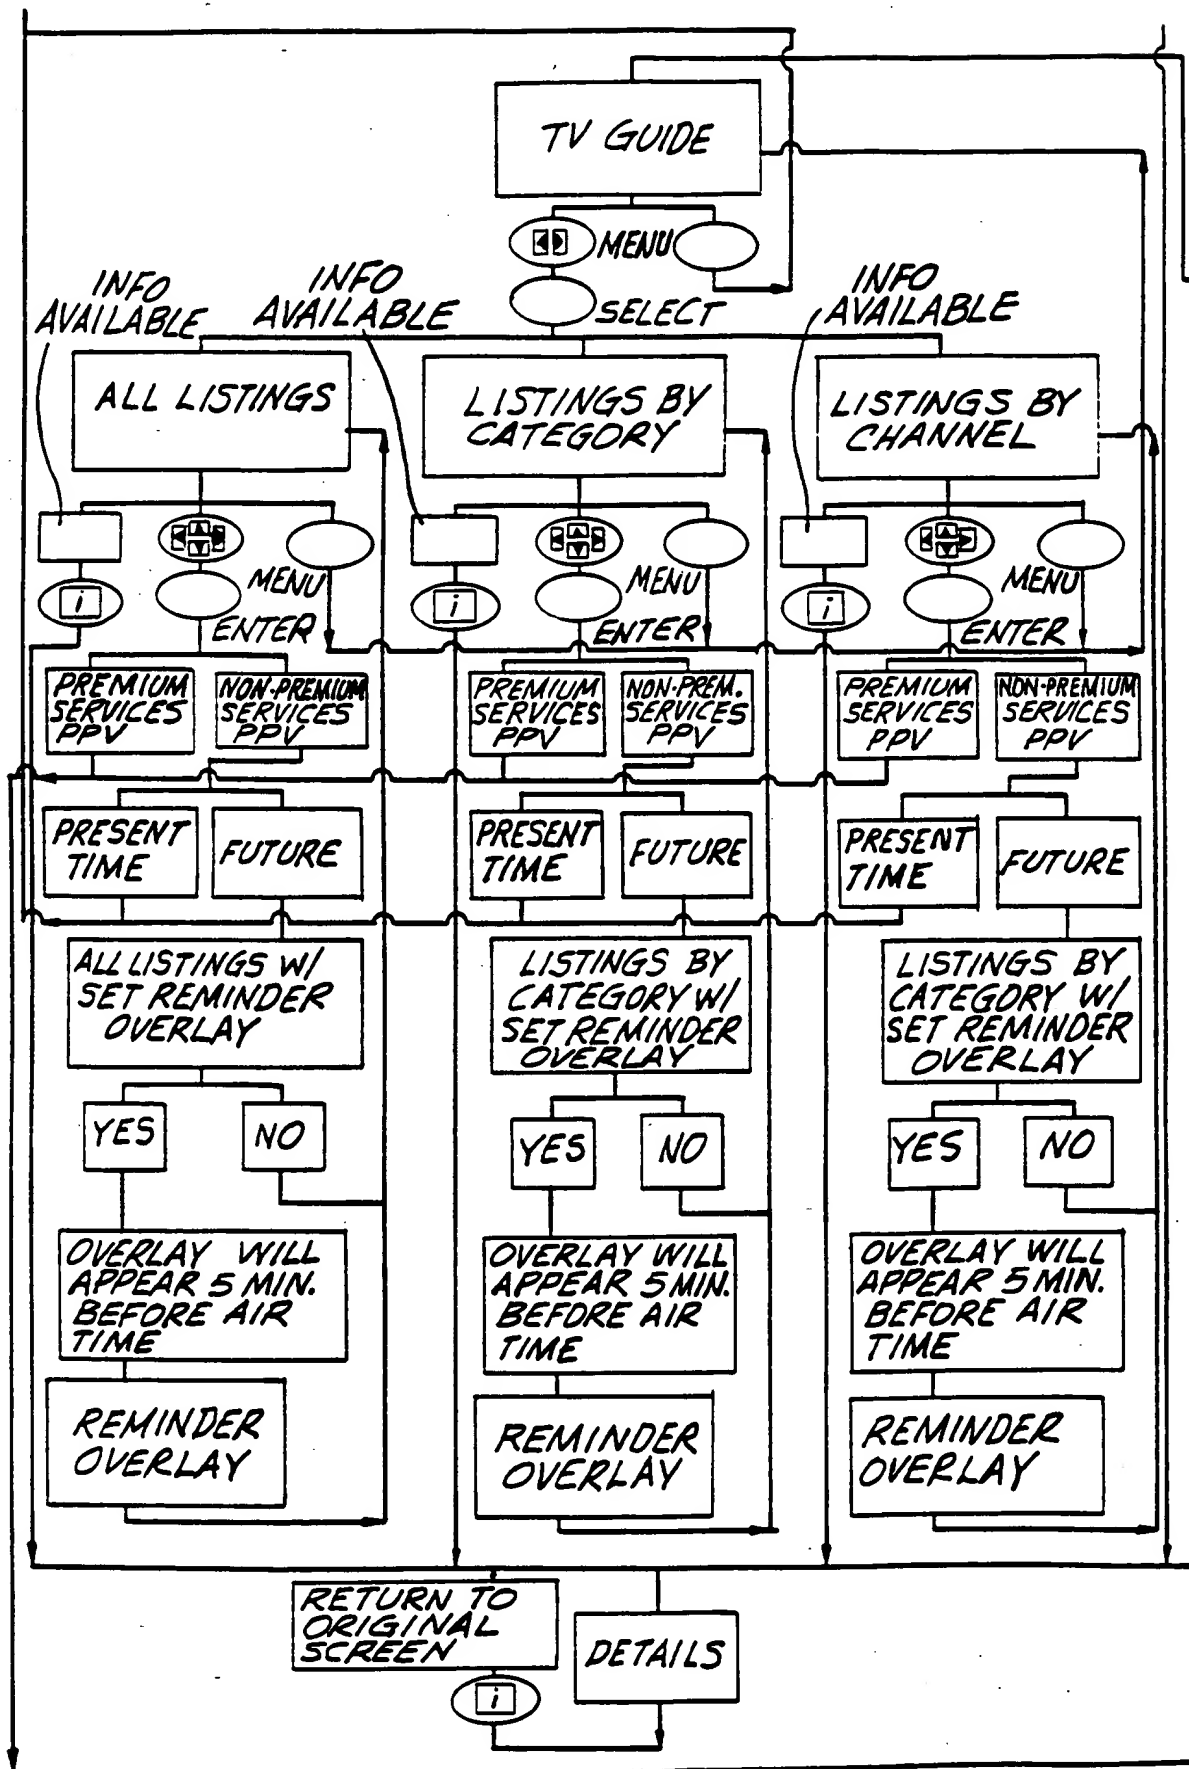 TV GUIDE
MENU
SELECT
INFO
AVAILABLE
INFO
AVAILABLE
INFO
AVAILABLE
ALL LISTINGS
LISTINGS BY
CATEGORY
LISTINGS BY
CHANNEL
i
MENU
ENTER
i
MENU
ENTER
i
MENU
ENTER
PREMIUM
SERVICES
PPV
NON-PREMIUM
SERVICES
PPV
PREMIUM
SERVICES
PPV
NON-PREM.
SERVICES
PPV
PREMIUM
SERVICES
PPV
NON-PREMIUM
SERVICES
PPV
PRESENT
TIME
FUTURE
PRESENT
TIME
FUTURE
PRESENT
TIME
FUTURE
ALL LISTINGS W/
SET REMINDER
OVERLAY
LISTINGS BY
CATEGORY W/
SET REMINDER
OVERLAY
LISTINGS BY
CATEGORY W/
SET REMINDER
OVERLAY
YES
NO
YES
NO
YES
NO
OVERLAY WILL
APPEAR 5 MIN.
BEFORE AIR
TIME
OVERLAY WILL
APPEAR 5 MIN.
BEFORE AIR
TIME
OVERLAY WILL
APPEAR 5 MIN.
BEFORE AIR
TIME
REMINDER
OVERLAY
REMINDER
OVERLAY
REMINDER
OVERLAY
RETURN TO
ORIGINAL
SCREEN
DETAILS
i